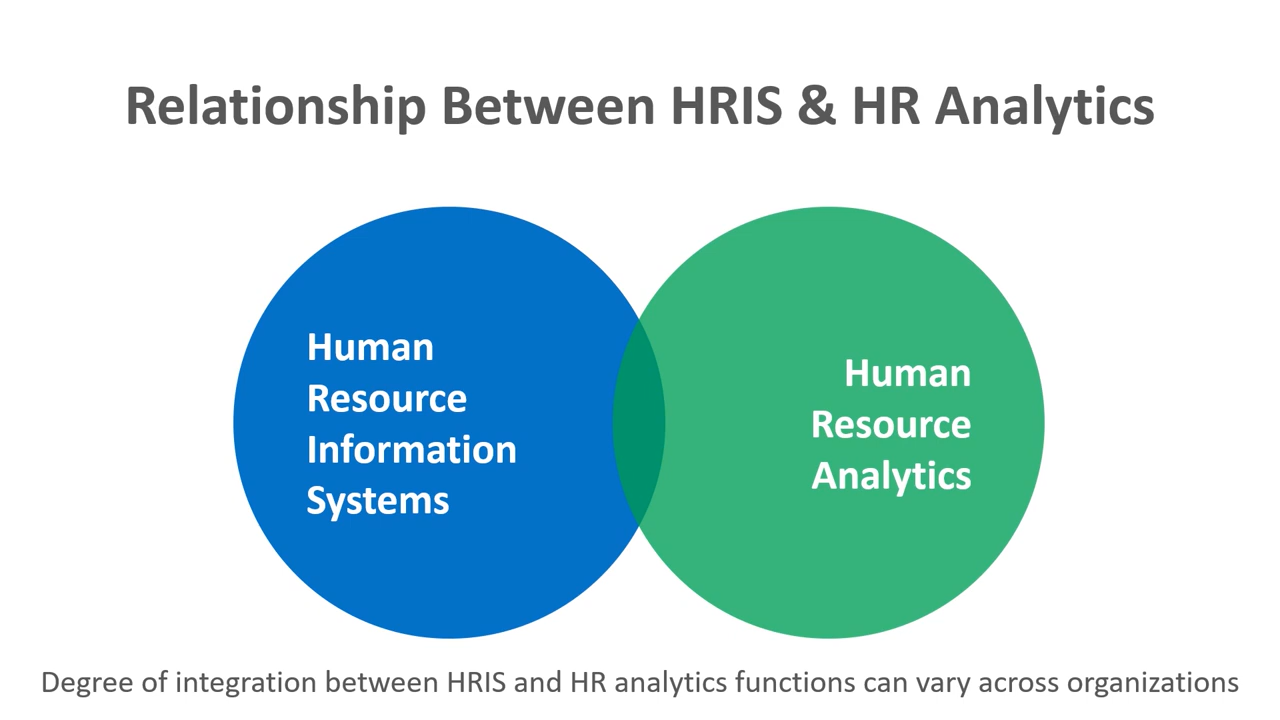 Relationship Between HRIS & HR Analytics
Human
Resource
Information
Systems
Human
Resource
Analytics
Degree of integration between HRIS and HR analytics functions can vary across organizations